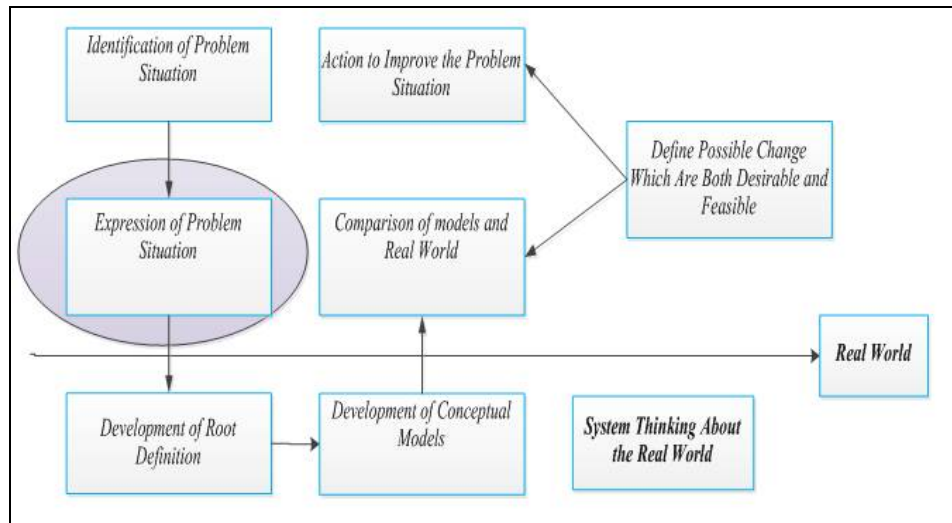 Identification of Problem
Situation
Action to Improve the Problem
Situation
Define Possible Change
Which Are Both Desirable and
Feasible
Expression of Problem
Situation
Comparison of models and
Real World
Real World
Development of Root
Definition
Development of Conceptual
Models
System Thinking About
the Real World